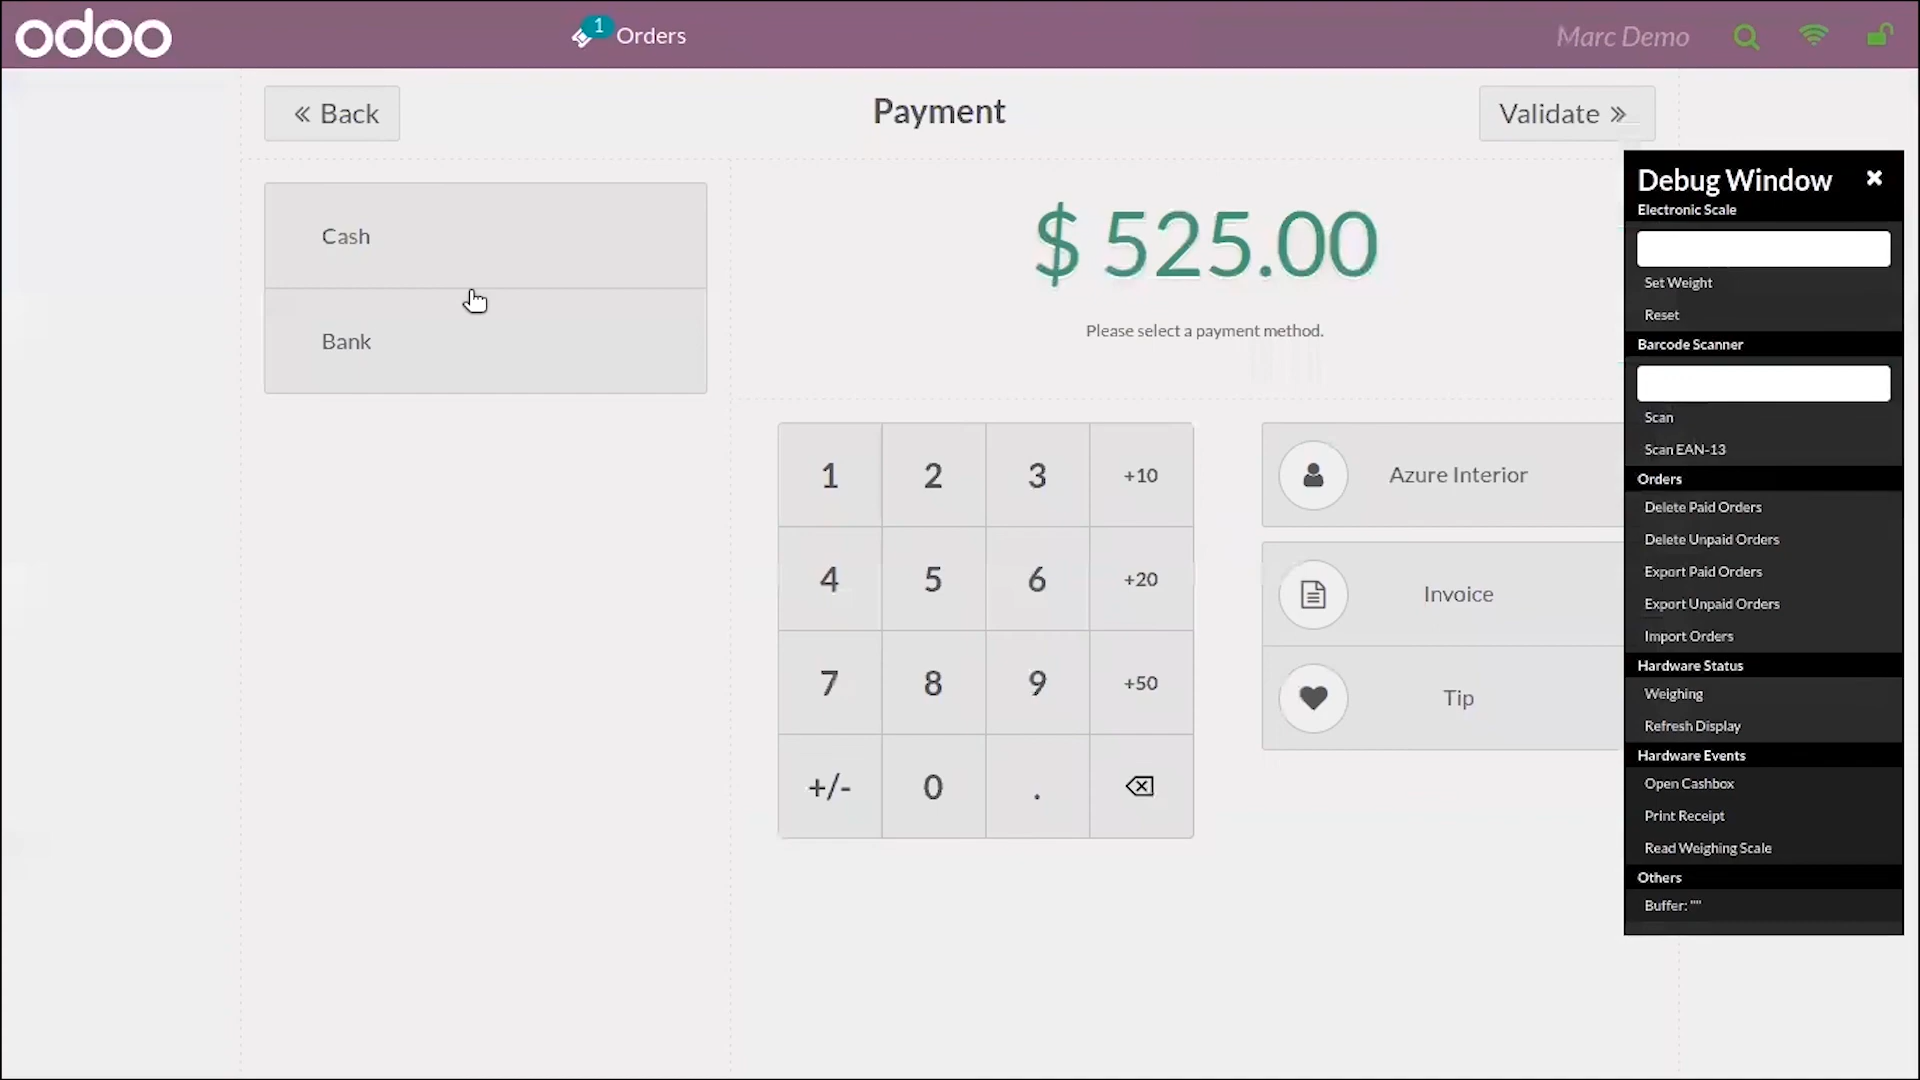 odoo
1
Orders
Marc Demo
« Back
Payment
Validate »
Cash
Bank
$ 525.00
Please select a payment method.
1 2 3 +10
4 5 6 +20
7 8 9 +50
+/- 0 .
Azure Interior
Invoice
Tip
Debug Window
Electronic Scale
Set Weight
Reset
Barcode Scanner
Scan
Scan EAN-13
Orders
Delete Paid Orders
Delete Unpaid Orders
Export Paid Orders
Export Unpaid Orders
Import Orders
Hardware Status
Weighing
Refresh Display
Hardware Events
Open Cashbox
Print Receipt
Read Weighing Scale
Others
Buffer: ""